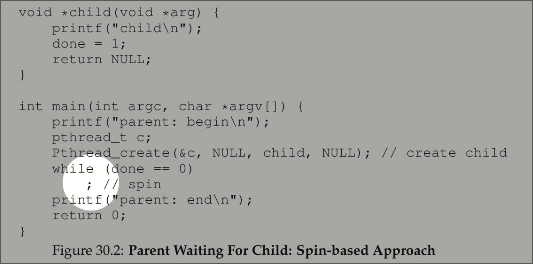 void *child(void *arg) {
    printf("child\n");
    done = 1;
    return NULL;
}
int main(int argc, char *argv[]) {
    printf("parent: begin\n");
    pthread_t c;
    Pthread_create(&c, NULL, child, NULL); // create child
    while (done == 0)
        ; // spin
    printf("parent: end\n");
    return 0;
}
Figure 30.2: Parent Waiting For Child: Spin-based Approach